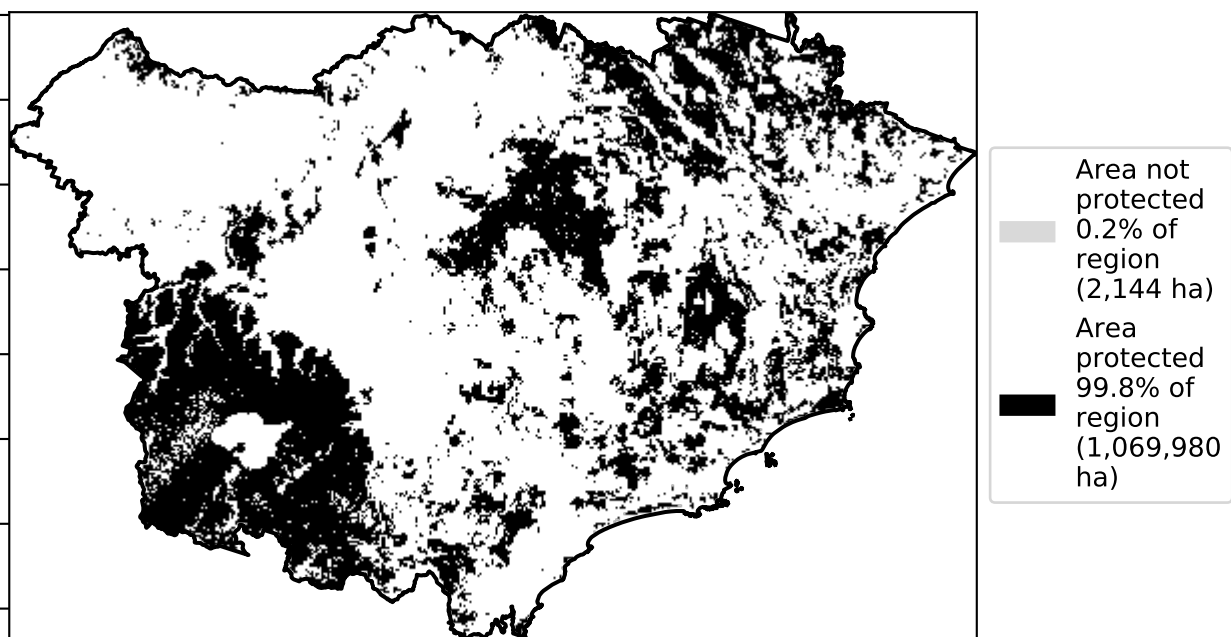 Area not
protected
0.2% of
region
(2,144 ha)
Area
protected
99.8% of
region
(1,069,980
ha)